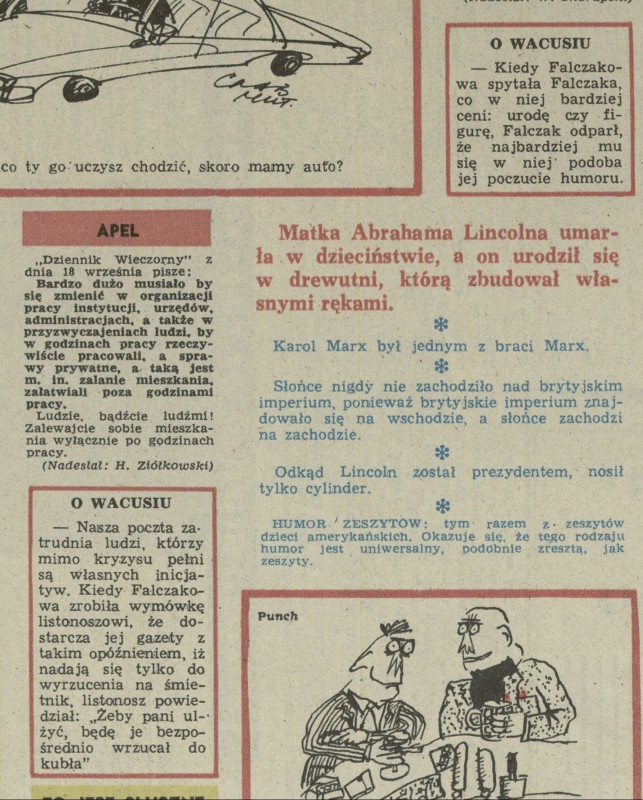 co ty go uczysz chodzić, skoro mamy auto?
O WACUSIU
— Kiedy Falczako-
wa spytała Falczaka,
co w niej bardziej
ceni: urodę czy fi-
gurę, Falczak odparł,
że najbardziej mu
się w niej podoba
jej poczucie humoru.
APEL
„Dziennik Wieczorny" z
dnia 18 września pisze:
Bardzo dużo musiało by
się zmienić w organizacji
pracy instytucji, urzędów,
administracjach, a także w
przyzwyczajeniach ludzi, by
w godzinach pracy rzeczy-
wiście pracowali, a spra-
wy prywatne, a taką jest
m. in. zalanie mieszkania,
załatwiali poza godzinami
pracy.
Ludzie, bądźcie ludźmi!
Zalewajcie sobie mieszka-
nia wyłącznie po godzinach
pracy.
(Nadesłał: H. Ziółkowski)
O WACUSIU
— Nasza poczta za-
trudnia ludzi, którzy
mimo kryzysu pełni
są własnych inicja-
tyw. Kiedy Falczako-
wa zrobiła wymówkę
listonoszowi, że do-
starcza jej gazety z
takim opóźnieniem, iż
nadają się tylko do
wyrzucenia na śmie-
tnik, listonosz powie-
dział: „Żeby pani ul-
żyć, będę je bezpo-
średnio wrzucał do
kubła"
Matka Abrahama Lincolna umar-
ła w dzieciństwie, a on urodził się
w drewutni, którą zbudował wła-
snymi rękami.
Karol Marx był jednym z braci Marx.
Słońce nigdy nie zachodziło nad brytyjskim
imperium, ponieważ brytyjskie imperium znaj-
dowało się na wschodzie, a słońce zachodzi
na zachodzie.
Odkąd Lincoln został prezydentem, nosił
tylko cylinder.
HUMOR ZESZYTÓW: tym razem z zeszytów
dzieci amerykańskich. Okazuje się, że tego rodzaju
humor jest uniwersalny, podobnie zresztą, jak
zeszyty.
Punch